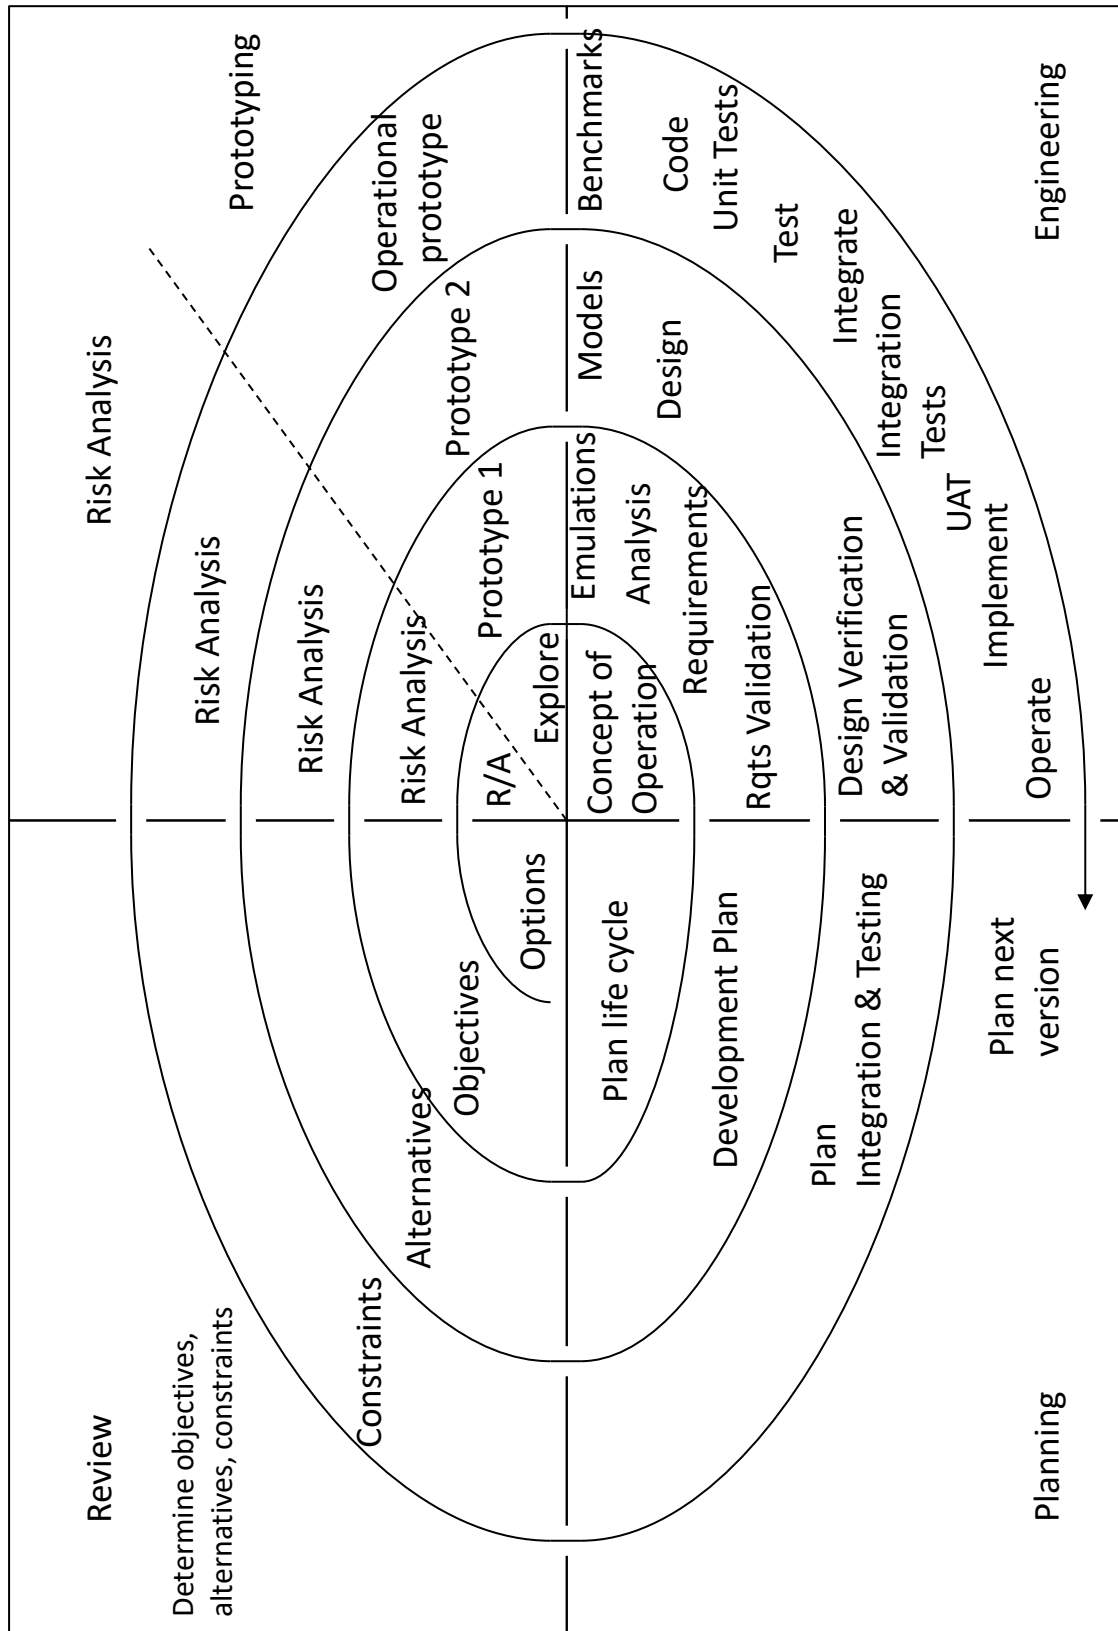 Review
Determine objectives,
alternatives, constraints
Risk Analysis
Prototyping
Constraints
Alternatives
Objectives
Options
Risk Analysis
Risk Analysis
Risk Analysis
R/A
Explore
Prototype 1
Prototype 2
Operational
prototype
Concept of
Operation
Emulations
Models
Benchmarks
Analysis
Requirements
Rqts Validation
Design
Design Verification
& Validation
Code
Unit Tests
Test
Integrate
Integration
Tests
UAT
Implement
Operate
Engineering
Plan life cycle
Development Plan
Plan
Integration & Testing
Plan next
version
Planning